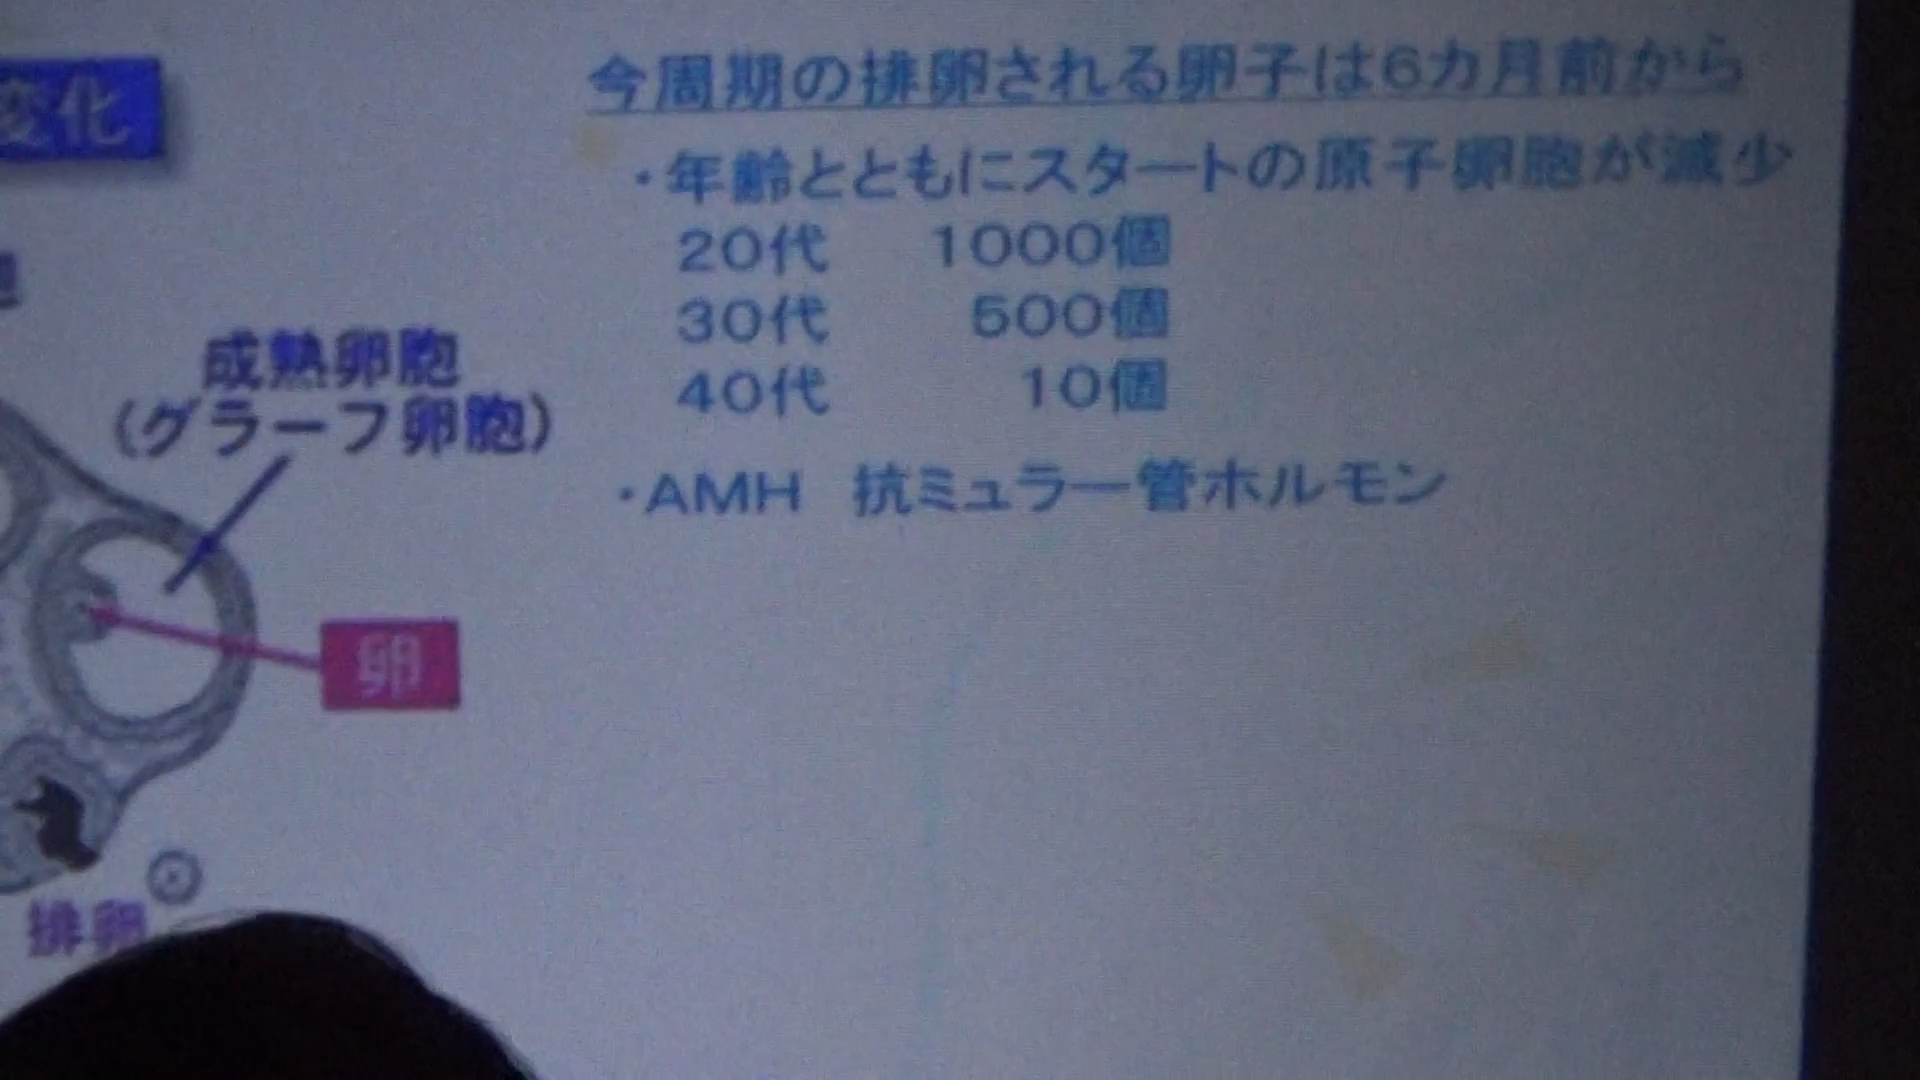 変化
今周期の排卵される卵子は6カ月前から
・年齢とともにスタートの原子卵胞が減少
20代 1000個
30代 500個
40代 10個
・AMH 抗ミュラー管ホルモン
成熟卵胞
(グラーフ卵胞)
卵
排卵